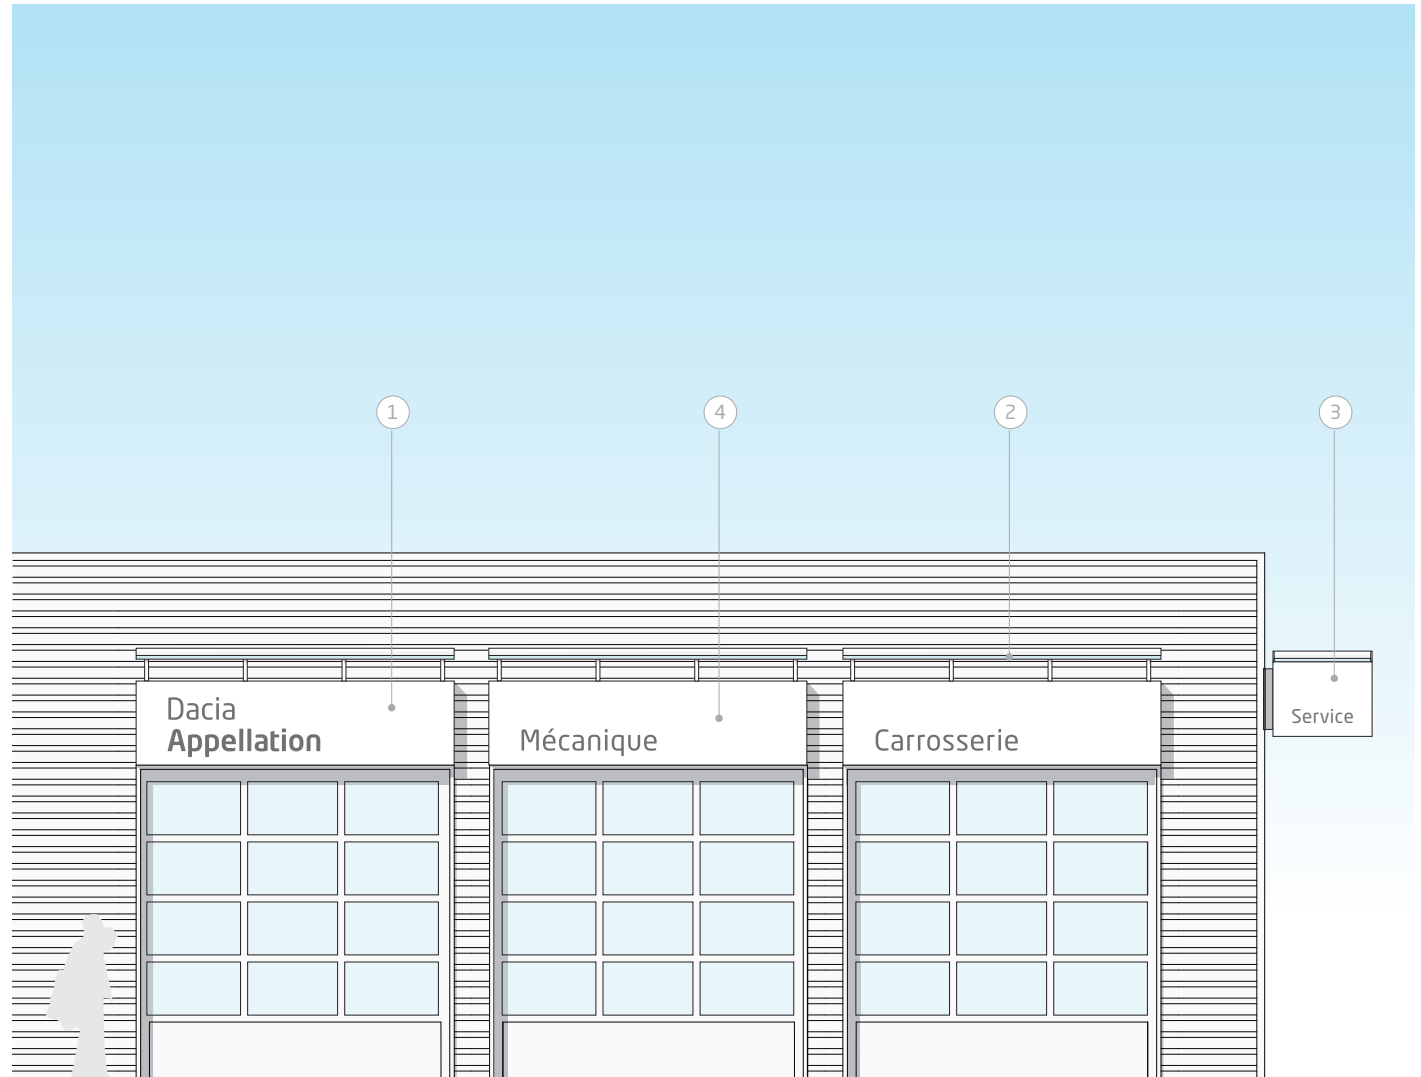 1
4
2
3
Dacia
Appellation
Mécanique
Carrosserie
Service